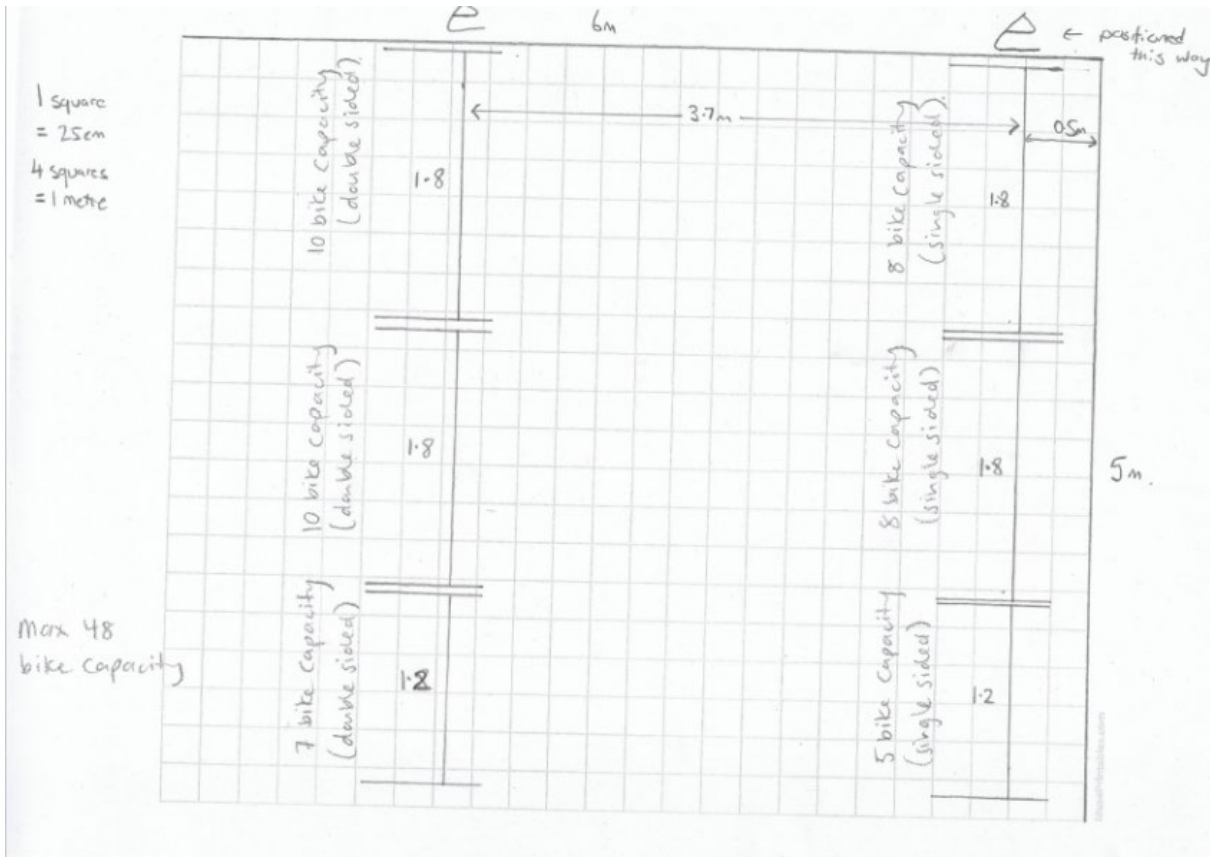 6m
← positioned
this way
1 square
= 25cm
4 squares
= 1 metre
10 bike capacity
(double sided)
1.8
3.7m
8 bike capacity
(single sided)
1.8
0.5m
10 bike capacity
(double sided)
1.8
8 bike capacity
(single sided)
1.8
5m.
Max 48
bike capacity
7 bike capacity
(double sided)
1.2
5 bike capacity
(single sided)
1.2